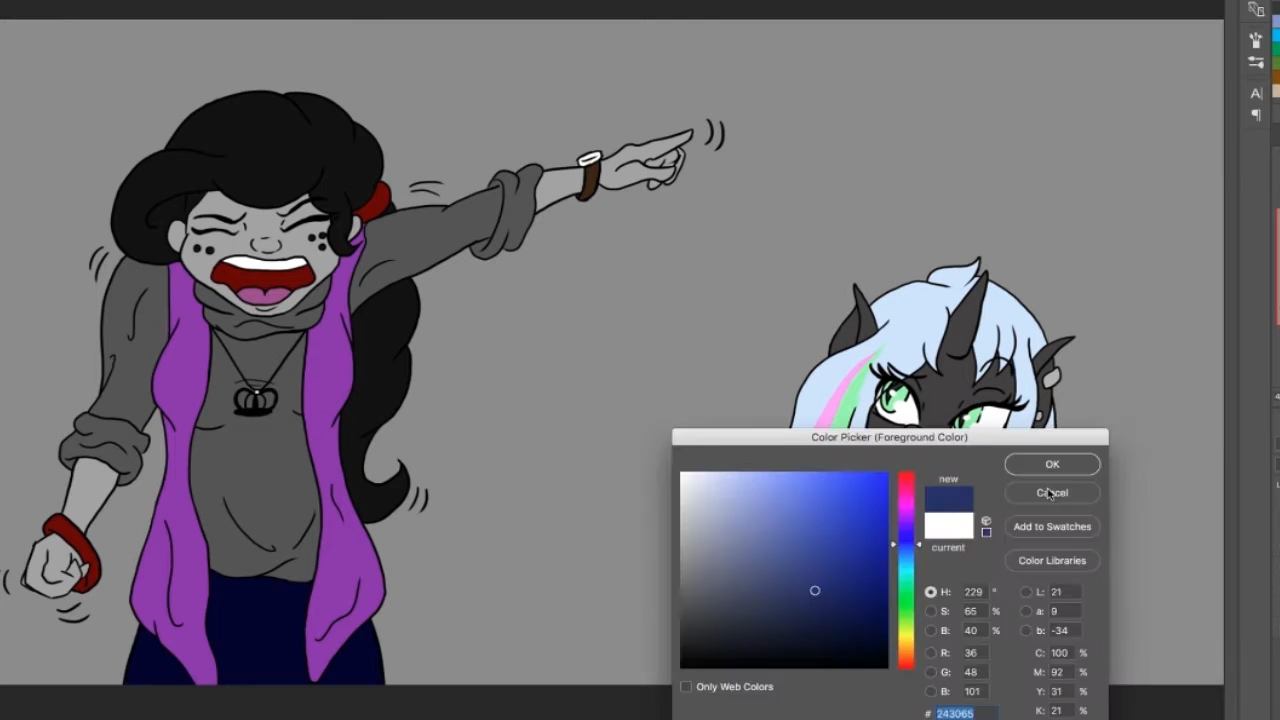 A|
¶
Color Picker (Foreground Color)
new
current
OK
Cancel
Add to Swatches
Color Libraries
H: 229 °
S: 65 %
B: 40 %
R: 36
G: 48
B: 101
# 243065
L: 21
a: 9
b: -34
C: 100 %
M: 92 %
Y: 31 %
K: 21 %
Only Web Colors